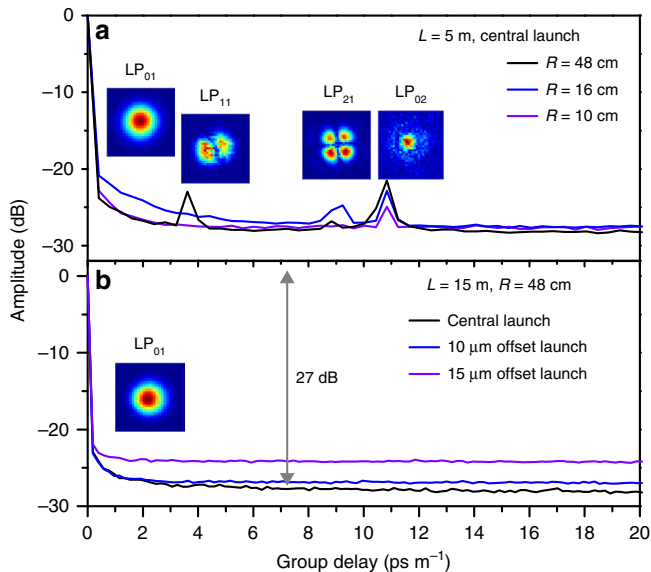 a
L = 5 m, central launch
R = 48 cm
R = 16 cm
R = 10 cm
LP01
LP11
LP21
LP02
0
−10
−20
−30
Amplitude (dB)
b
L = 15 m, R = 48 cm
Central launch
10 μm offset launch
15 μm offset launch
LP01
27 dB
0
−10
−20
−30
0 2 4 6 8 10 12 14 16 18 20
Group delay (ps m⁻¹)